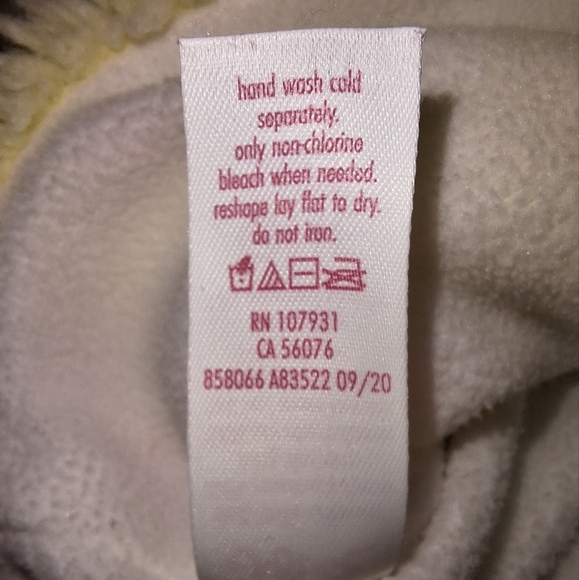 hand wash cold
separately.
only non-chlorine
bleach when needed.
reshape lay flat to dry.
do not iron.
RN 107931
CA 56076
858066 A83522 09/20